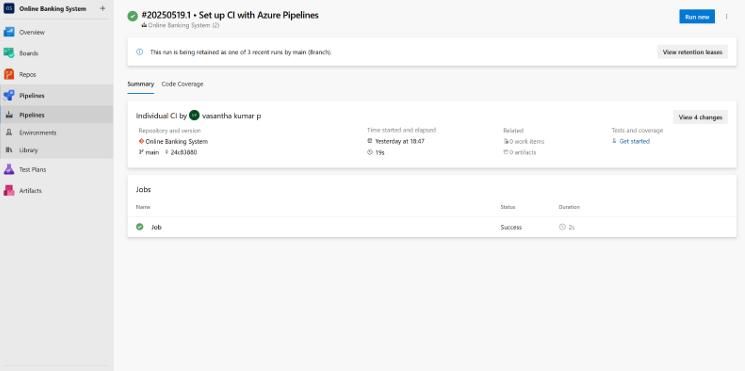 OS Online Banking System +
Overview
Boards
Repos
Pipelines
Pipelines
Environments
Library
Test Plans
Artifacts
#20250519.1 • Set up CI with Azure Pipelines
Online Banking System (2)
Run new
This run is being retained as one of 3 recent runs by main (Branch).
View retention leases
Summary Code Coverage
Individual CI by vasantha kumar p
View 4 changes
Repository and version
Online Banking System
main 24c83880
Time started and elapsed
Yesterday at 18:47
19s
Related
0 work items
0 artifacts
Tests and coverage
Get started
Jobs
Name Status Duration
Job Success 2s